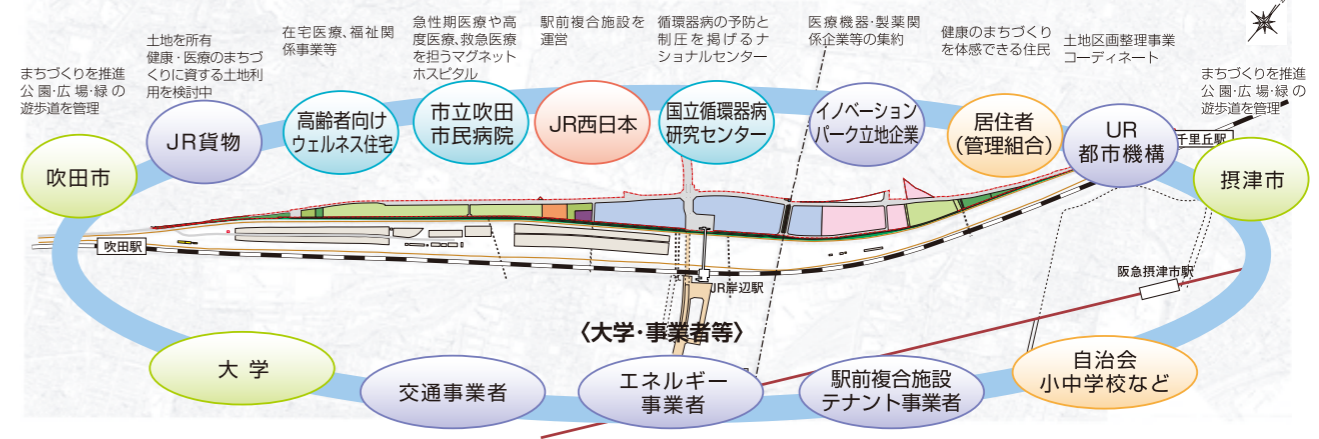 まちづくりを推進
公園・広場・緑の
遊歩道を管理
土地を所有
健康・医療のまちづ
くりに資する土地利
用を検討中
在宅医療、福祉関
係事業等
急性期医療や高
度医療、救急医療
を担うマグネット
ホスピタル
駅前複合施設を
運営
循環器病の予防と
制圧を掲げるナ
ショナルセンター
医療機器・製薬関
係企業等の集約
健康のまちづくり
を体感できる住民
土地区画整理事業
コーディネート
まちづくりを推進
公園・広場・緑の
遊歩道を管理
吹田市
JR貨物
高齢者向け
ウェルネス住宅
市立吹田
市民病院
JR西日本
国立循環器病
研究センター
イノベーション
パーク立地企業
居住者
(管理組合)
UR
都市機構
千里丘駅
摂津市
吹田駅
JR岸辺駅
阪急摂津市駅
〈大学・事業者等〉
大学
交通事業者
エネルギー
事業者
駅前複合施設
テナント事業者
自治会
小中学校など